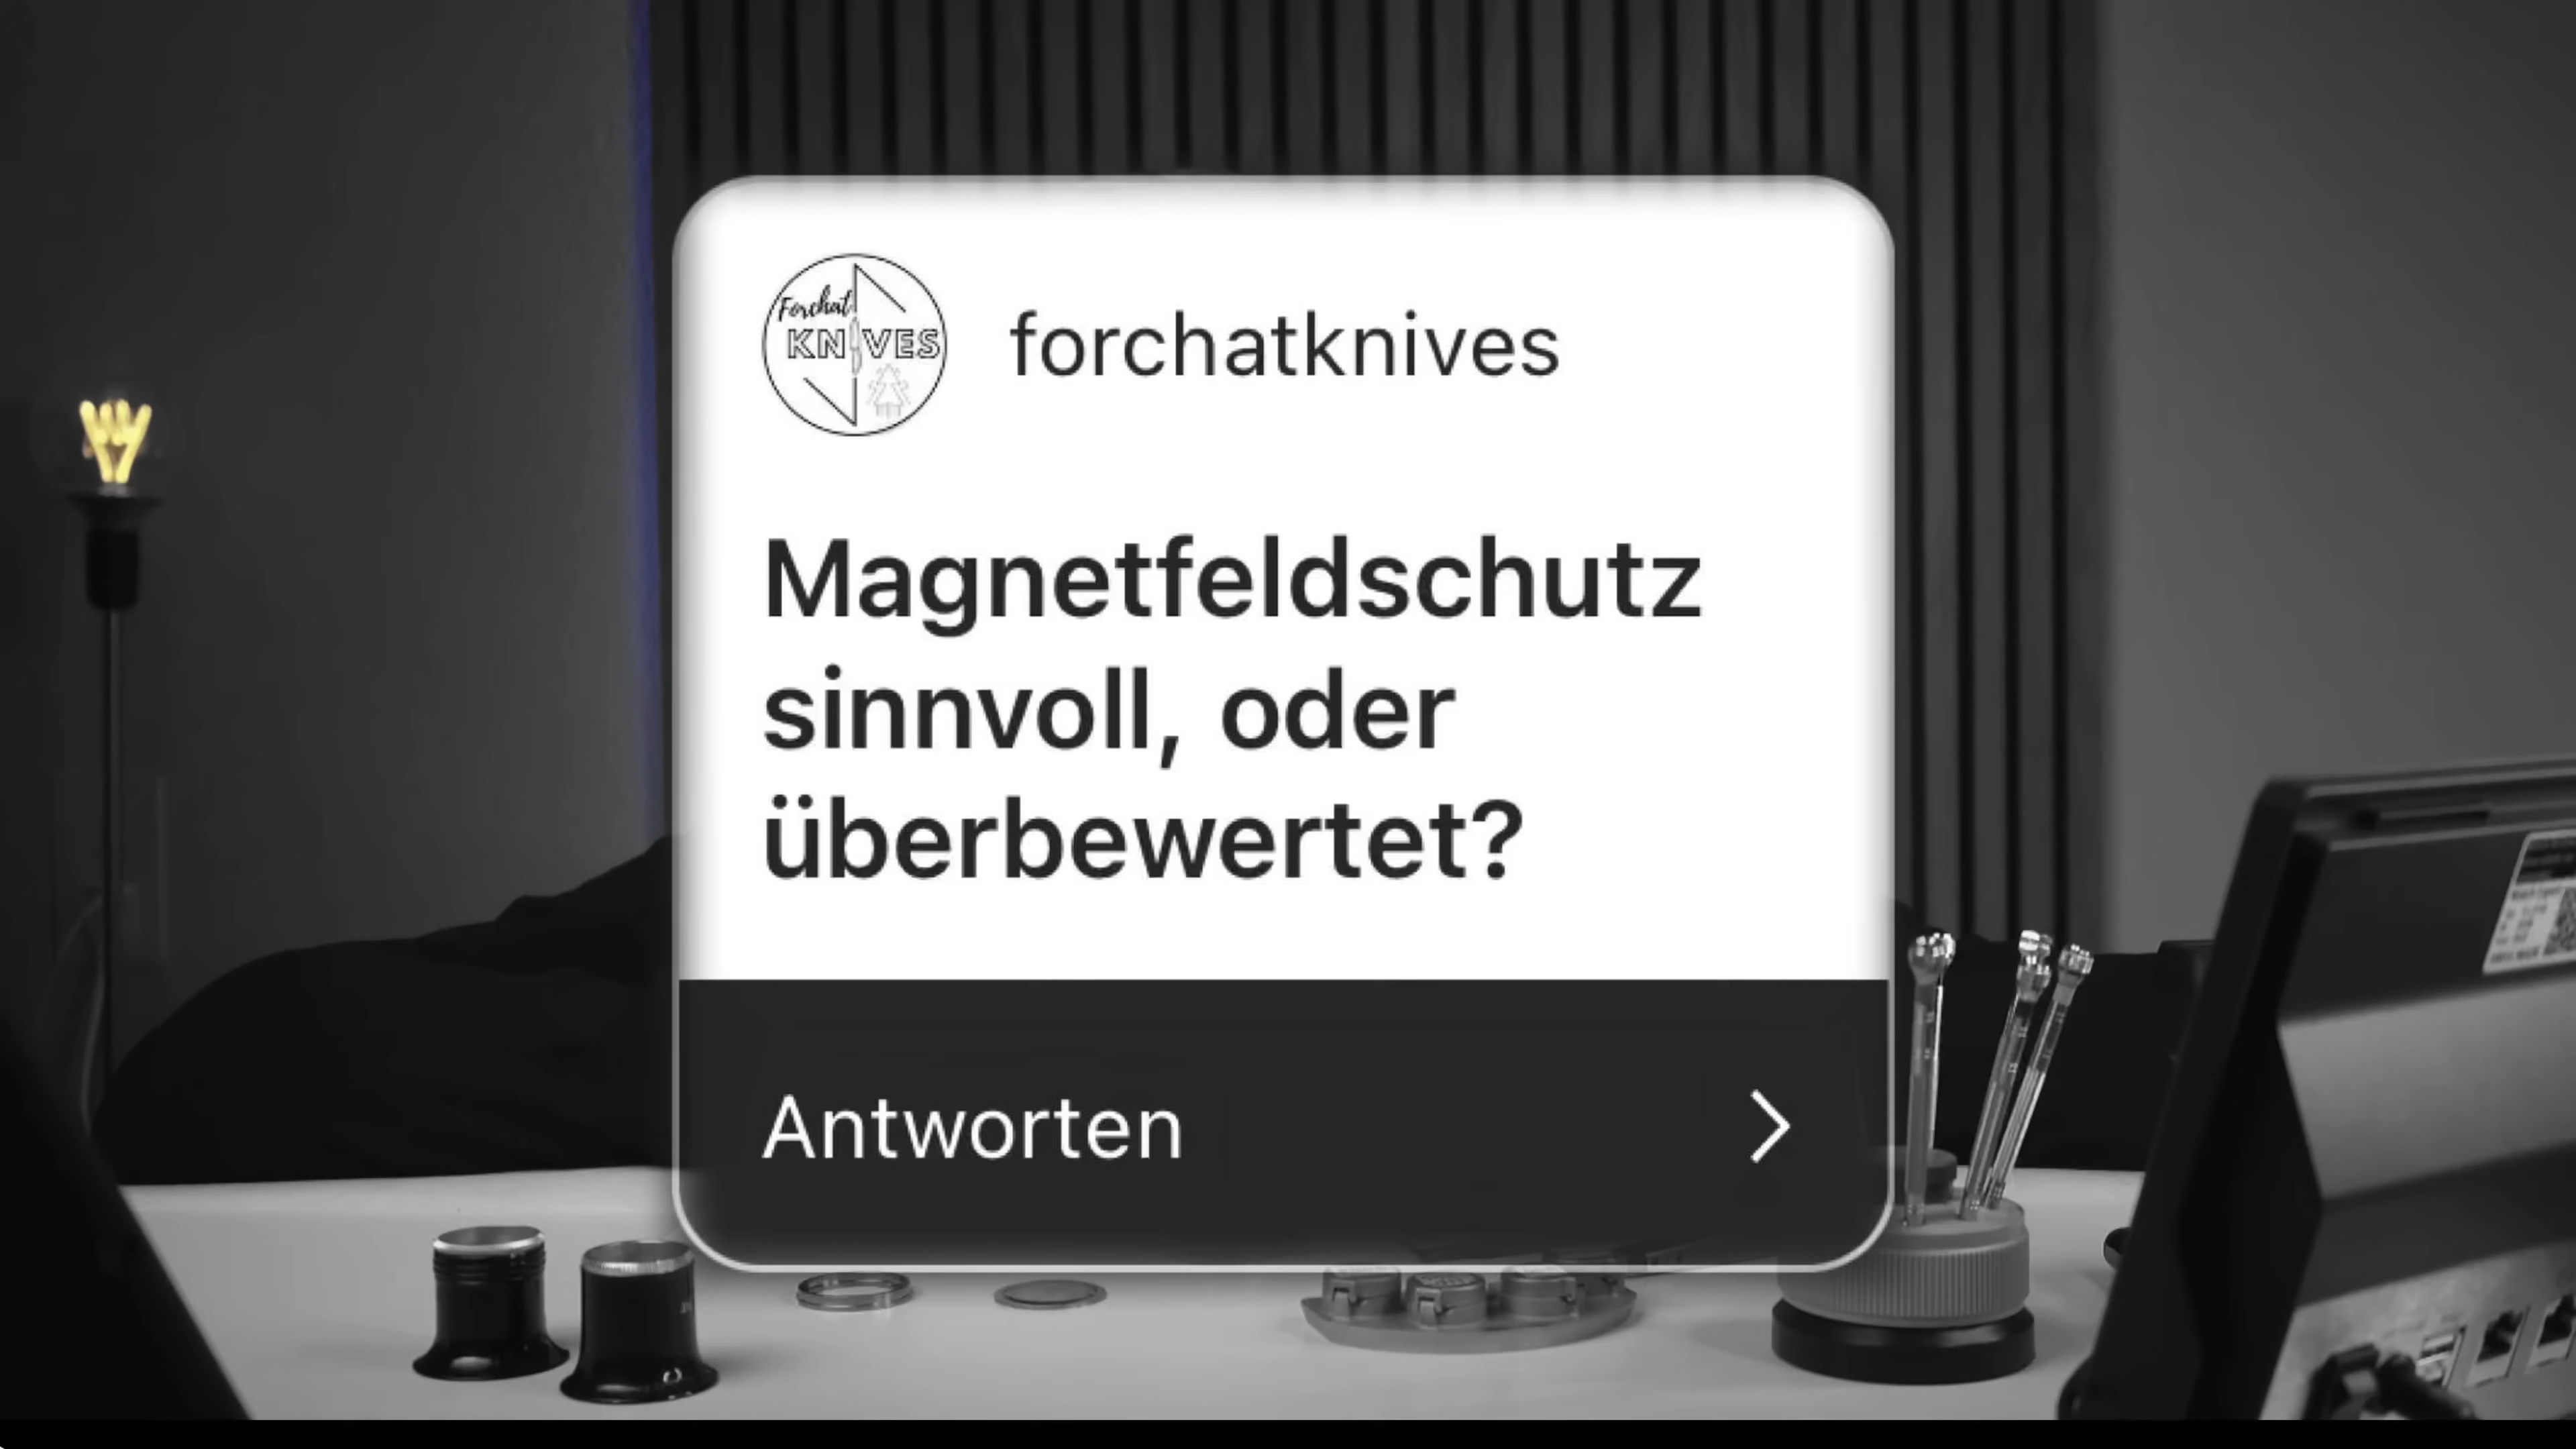 Forchat
KNIVES
forchatknives
Magnetfeldschutz
sinnvoll, oder
überbewertet?
Antworten